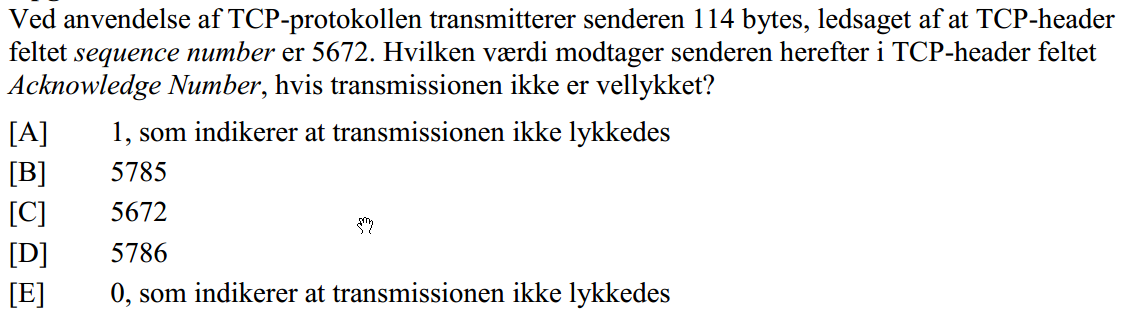 Ved anvendelse af TCP-protokollen transmitterer senderen 114 bytes, ledsaget af at TCP-header
feltet sequence number er 5672. Hvilken værdi modtager senderen herefter i TCP-header feltet
Acknowledge Number, hvis transmissionen ikke er vellykket?
[A] 1, som indikerer at transmissionen ikke lykkedes
[B] 5785
[C] 5672
[D] 5786
[E] 0, som indikerer at transmissionen ikke lykkedes